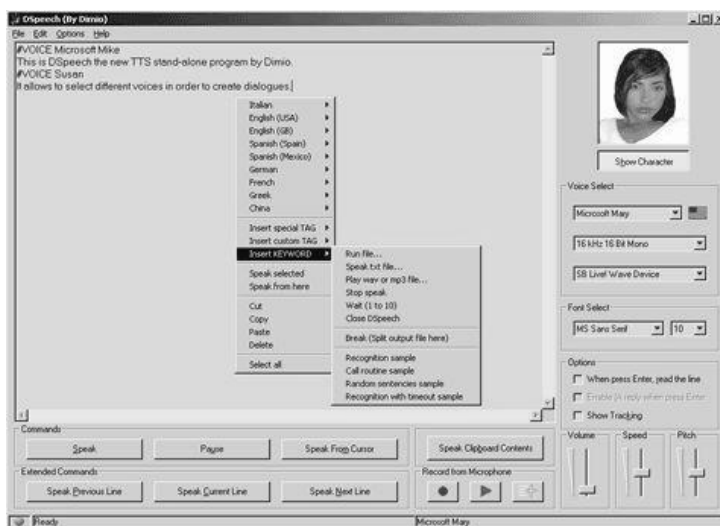 DSpeech (By Dimio)
File Edit Options Help
#VOICE Microsoft Mike
This is DSpeech the new TTS stand-alone program by Dimio.
#VOICE Susan
It allows to select different voices in order to create dialogues.
Italian
English (USA)
English (GB)
Spanish (Spain)
Spanish (Mexico)
German
French
Greek
China
Insert special TAG
Insert custom TAG
Insert KEYWORD
Speak selected
Speak from here
Cut
Copy
Paste
Delete
Select all
Run file...
Speak txt file...
Play wav or mp3 file...
Stop speak
Wait (1 to 10)
Close DSpeech
Break (Split output file here)
Recognition sample
Call routine sample
Random sentencies sample
Recognition with timeout sample
Show Character
Voice Select
Microsoft Mary
16 kHz 16 Bit Mono
SB Live! Wave Device
Font Select
MS Sans Serif 10
Options
When press Enter, read the line
Enable IA reply when press Enter
Show Tracking
Commands
Speak Pause Speak From Cursor Speak Clipboard Contents
Extended Commands
Speak Previous Line Speak Current Line Speak Next Line
Record from Microphone
Volume Speed Pitch
Ready Microsoft Mary